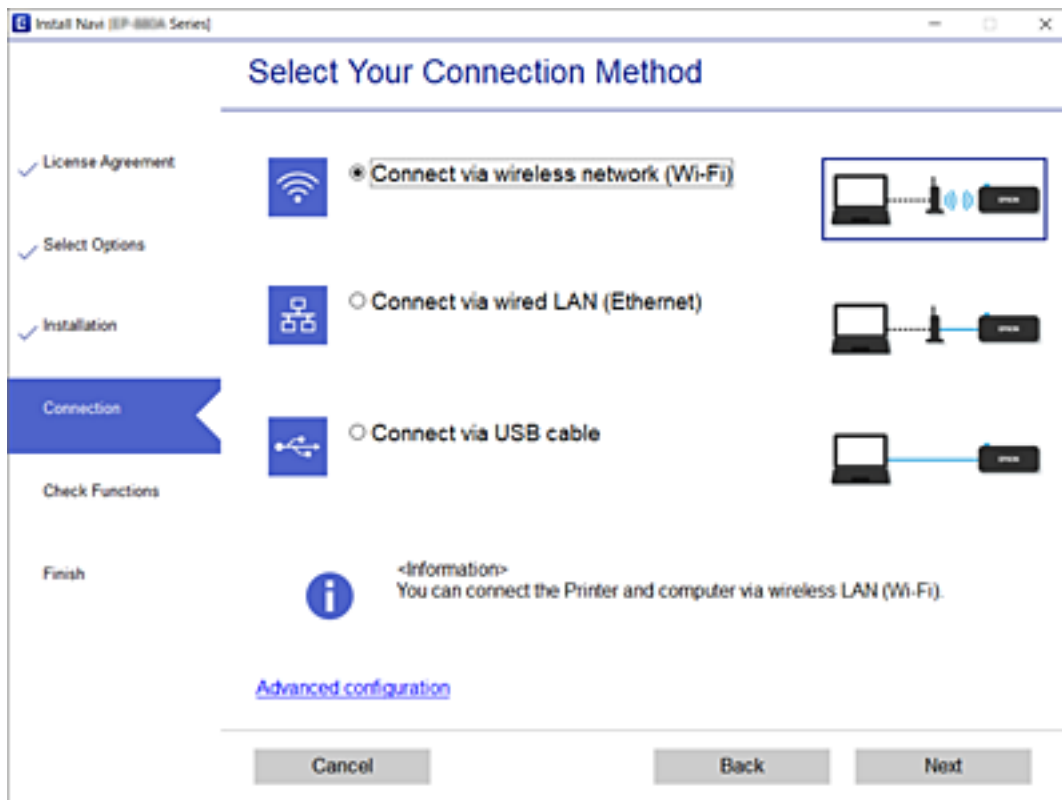 Install Navi [EP-880A Series]
Select Your Connection Method
License Agreement
Select Options
Installation
Connection
Check Functions
Finish
Connect via wireless network (Wi-Fi)
Connect via wired LAN (Ethernet)
Connect via USB cable
<Information>
You can connect the Printer and computer via wireless LAN (Wi-Fi).
Advanced configuration
Cancel
Back
Next